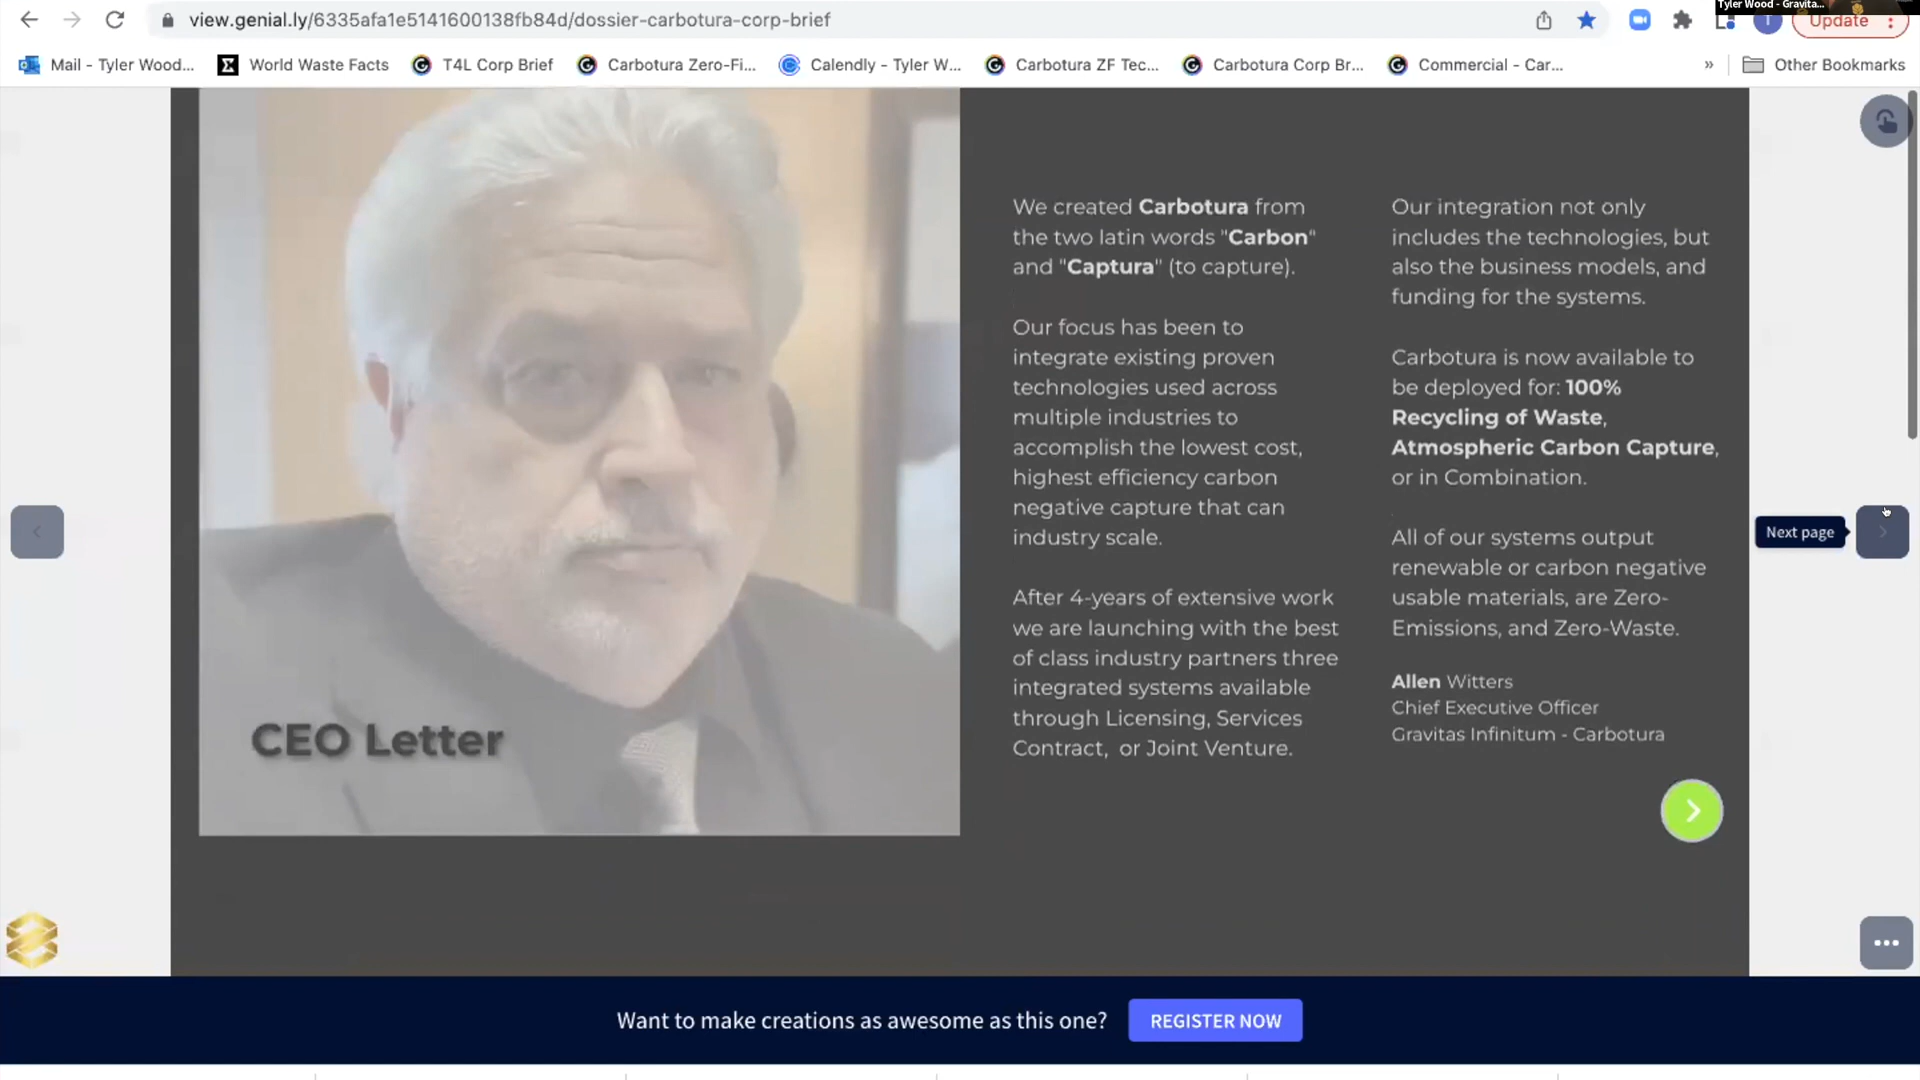 Tyler Wood - Gravita...
view.genial.ly/6335afa1e5141600138fb84d/dossier-carbotura-corp-brief
T
Update
Mail - Tyler Wood...
World Waste Facts
T4L Corp Brief
Carbotura Zero-Fi...
Calendly - Tyler W...
Carbotura ZF Tec...
Carbotura Corp Br...
Commercial - Car...
»
Other Bookmarks
We created Carbotura from
the two latin words "Carbon"
and "Captura" (to capture).
Our focus has been to
integrate existing proven
technologies used across
multiple industries to
accomplish the lowest cost,
highest efficiency carbon
negative capture that can
industry scale.
After 4-years of extensive work
we are launching with the best
of class industry partners three
integrated systems available
through Licensing, Services
Contract,  or Joint Venture.
Our integration not only
includes the technologies, but
also the business models, and
funding for the systems.
Carbotura is now available to
be deployed for: 100%
Recycling of Waste,
Atmospheric Carbon Capture,
or in Combination.
All of our systems output
renewable or carbon negative
usable materials, are Zero-
Emissions, and Zero-Waste.
Allen Witters
Chief Executive Officer
Gravitas Infinitum - Carbotura
CEO Letter
Next page
Want to make creations as awesome as this one?
REGISTER NOW